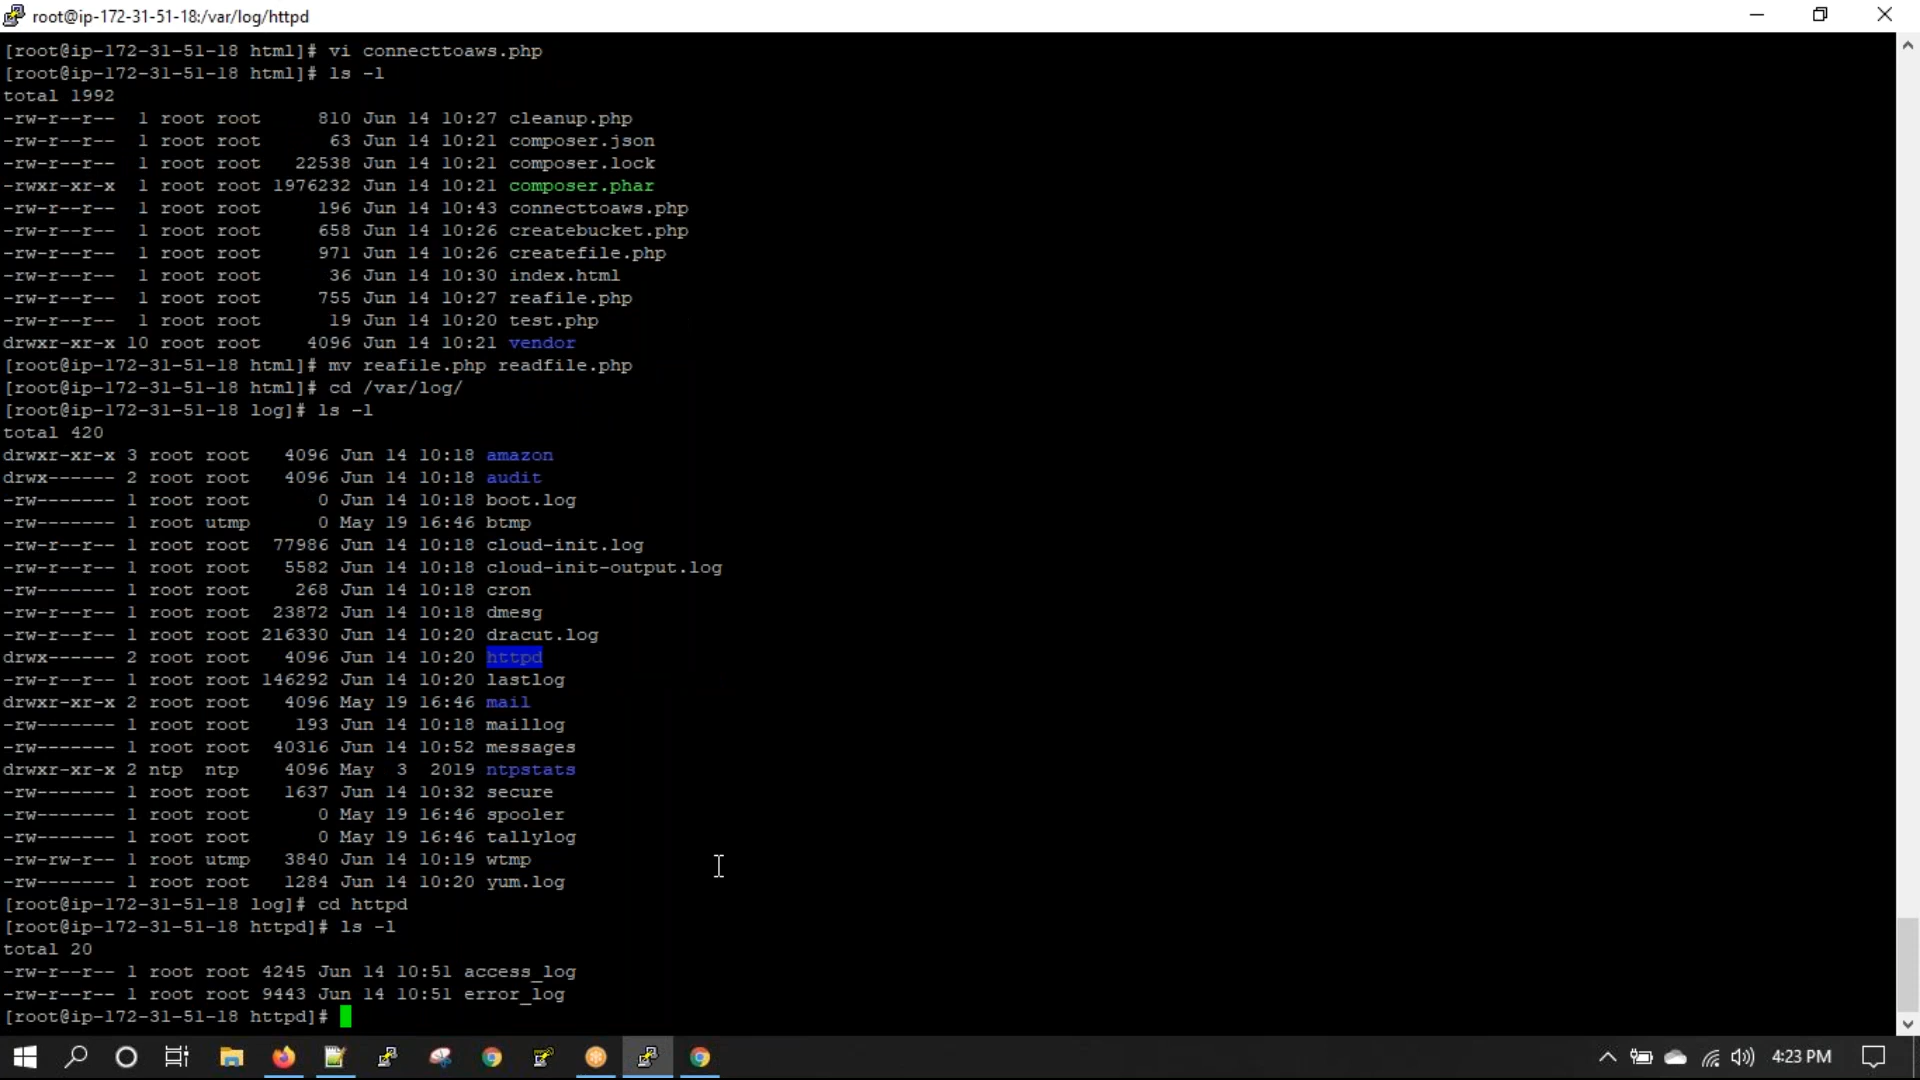 root@ip-172-31-51-18:/var/log/httpd
[root@ip-172-31-51-18 html]# vi connecttoaws.php
[root@ip-172-31-51-18 html]# ls -l
total 1992
-rw-r--r--  1 root root     810 Jun 14 10:27 cleanup.php
-rw-r--r--  1 root root      63 Jun 14 10:21 composer.json
-rw-r--r--  1 root root   22538 Jun 14 10:21 composer.lock
-rwxr-xr-x  1 root root 1976232 Jun 14 10:21 composer.phar
-rw-r--r--  1 root root     196 Jun 14 10:43 connecttoaws.php
-rw-r--r--  1 root root     658 Jun 14 10:26 createbucket.php
-rw-r--r--  1 root root     971 Jun 14 10:26 createfile.php
-rw-r--r--  1 root root      36 Jun 14 10:30 index.html
-rw-r--r--  1 root root     755 Jun 14 10:27 reafile.php
-rw-r--r--  1 root root      19 Jun 14 10:20 test.php
drwxr-xr-x 10 root root    4096 Jun 14 10:21 vendor
[root@ip-172-31-51-18 html]# mv reafile.php readfile.php
[root@ip-172-31-51-18 html]# cd /var/log/
[root@ip-172-31-51-18 log]# ls -l
total 420
drwxr-xr-x 3 root root   4096 Jun 14 10:18 amazon
drwx------ 2 root root   4096 Jun 14 10:18 audit
-rw------- 1 root root      0 Jun 14 10:18 boot.log
-rw------- 1 root utmp      0 May 19 16:46 btmp
-rw-r--r-- 1 root root  77986 Jun 14 10:18 cloud-init.log
-rw-r--r-- 1 root root   5582 Jun 14 10:18 cloud-init-output.log
-rw------- 1 root root    268 Jun 14 10:18 cron
-rw-r--r-- 1 root root  23872 Jun 14 10:18 dmesg
-rw-r--r-- 1 root root 216330 Jun 14 10:20 dracut.log
drwx------ 2 root root   4096 Jun 14 10:20 httpd
-rw-r--r-- 1 root root 146292 Jun 14 10:20 lastlog
drwxr-xr-x 2 root root   4096 May 19 16:46 mail
-rw------- 1 root root    193 Jun 14 10:18 maillog
-rw------- 1 root root  40316 Jun 14 10:52 messages
drwxr-xr-x 2 ntp  ntp    4096 May  3  2019 ntpstats
-rw------- 1 root root   1637 Jun 14 10:32 secure
-rw------- 1 root root      0 May 19 16:46 spooler
-rw------- 1 root root      0 May 19 16:46 tallylog
-rw-rw-r-- 1 root utmp   3840 Jun 14 10:19 wtmp
-rw------- 1 root root   1284 Jun 14 10:20 yum.log
[root@ip-172-31-51-18 log]# cd httpd
[root@ip-172-31-51-18 httpd]# ls -l
total 20
-rw-r--r-- 1 root root 4245 Jun 14 10:51 access_log
-rw-r--r-- 1 root root 9443 Jun 14 10:51 error_log
[root@ip-172-31-51-18 httpd]#
4:23 PM